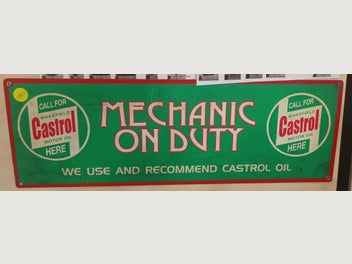 CALL FOR
WAKEFIELD
Castrol
MOTOR OIL
HERE
MECHANIC
ON DUTY
WE USE AND RECOMMEND CASTROL OIL
CALL FOR
WAKEFIELD
Castrol
MOTOR OIL
HERE